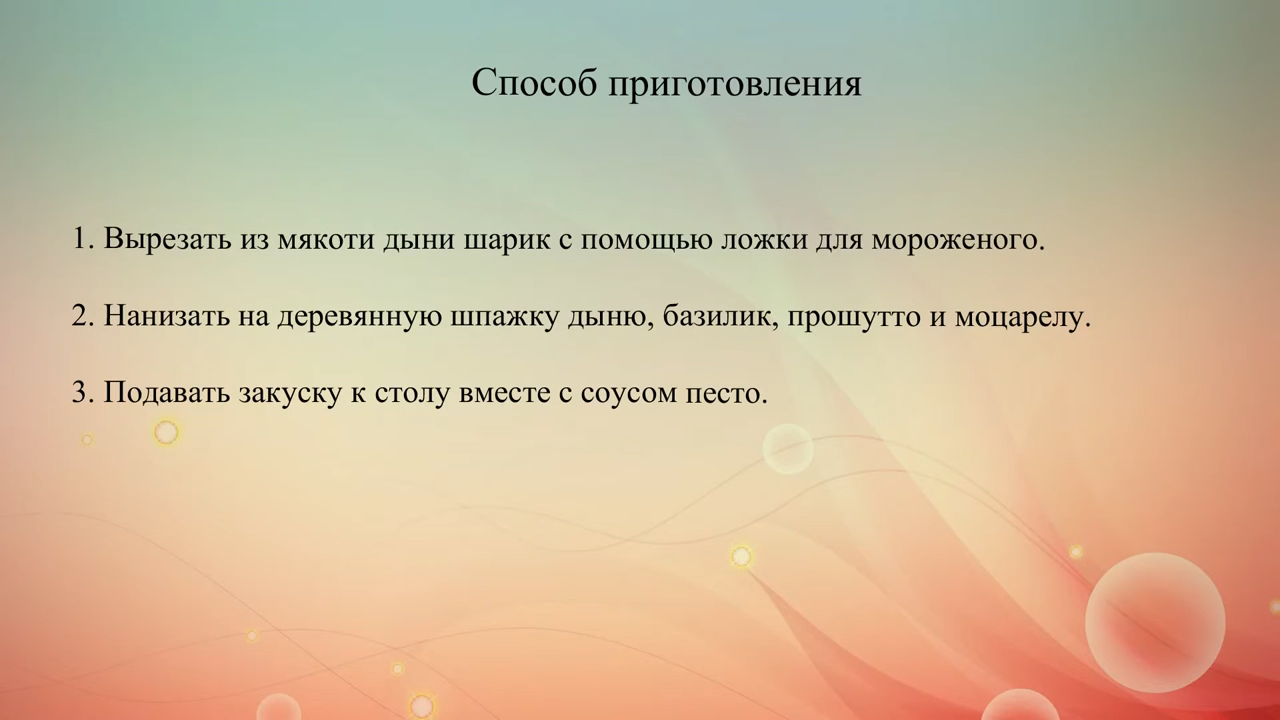 Способ приготовления
1. Вырезать из мякоти дыни шарик с помощью ложки для мороженого.
2. Нанизать на деревянную шпажку дыню, базилик, прошутто и моцарелу.
3. Подавать закуску к столу вместе с соусом песто.